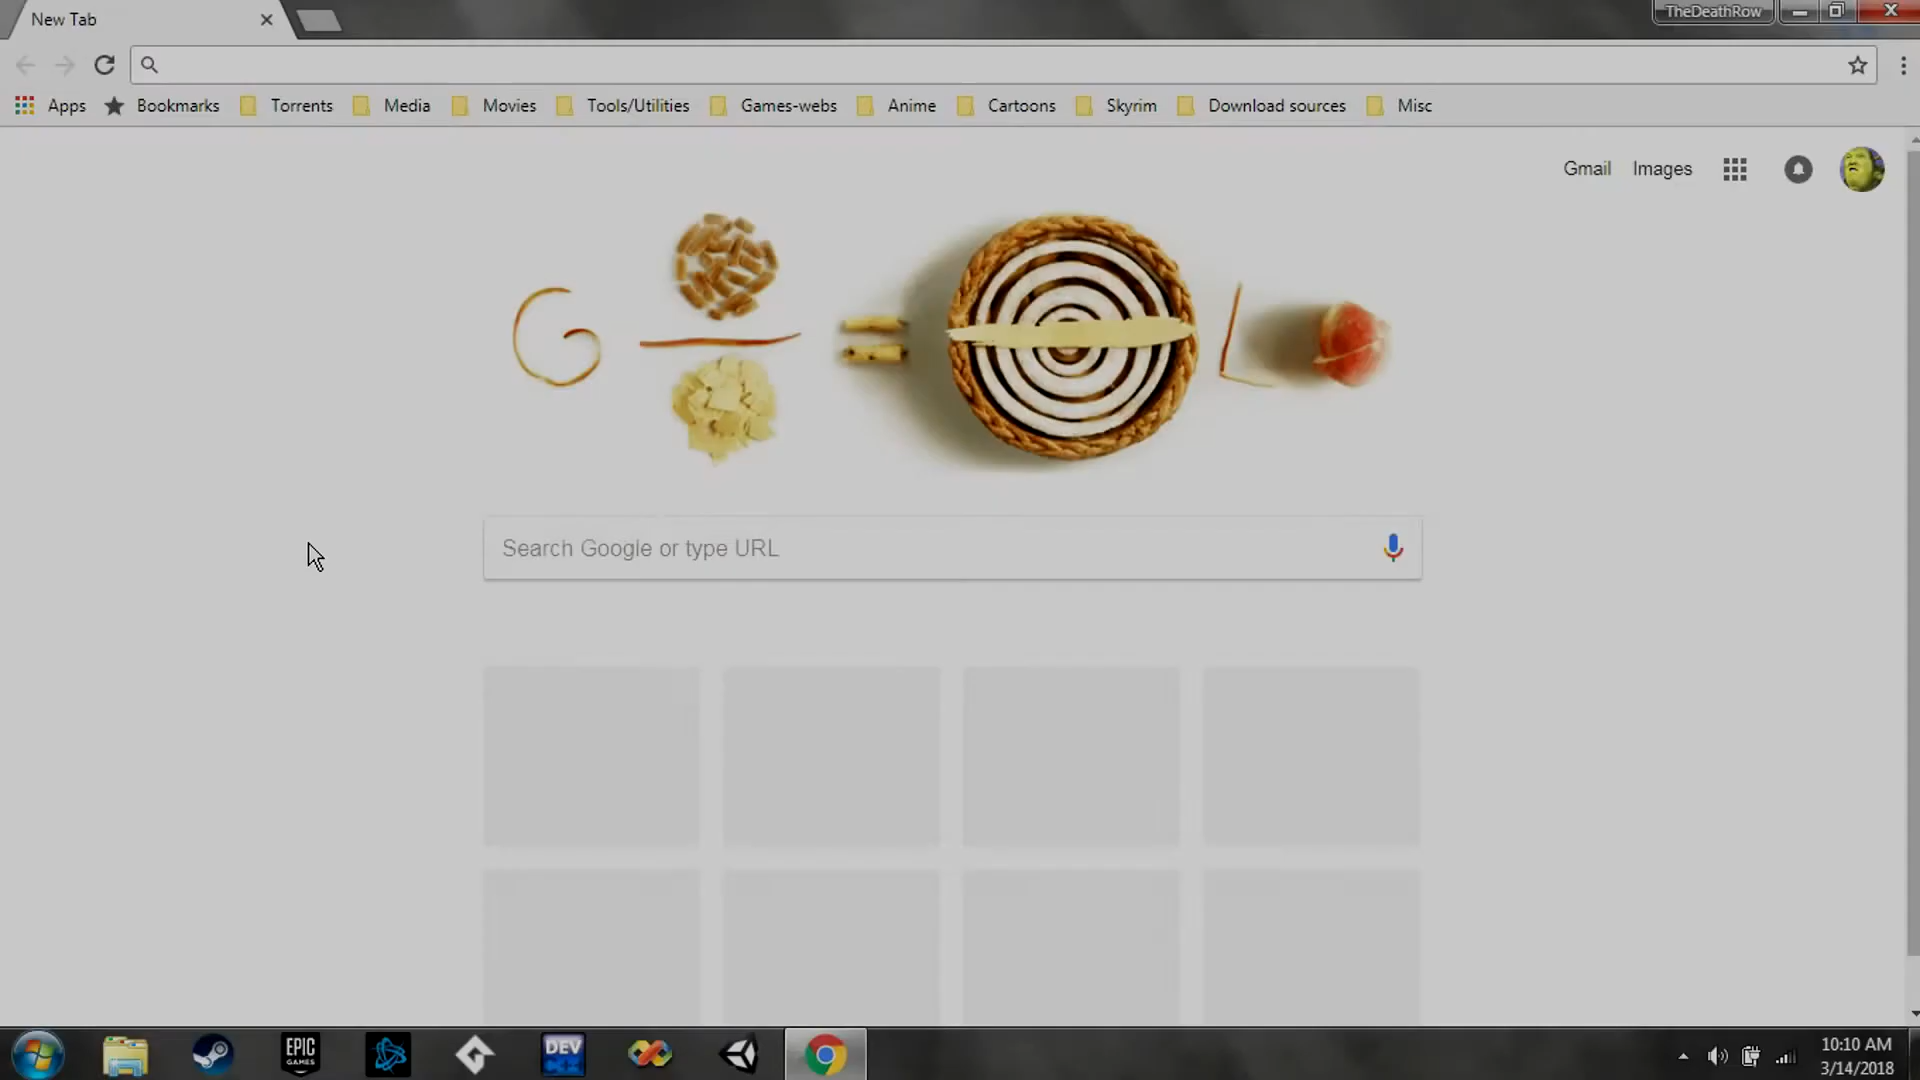 New Tab
TheDeathRow
Apps Bookmarks Torrents Media Movies Tools/Utilities Games-webs Anime Cartoons Skyrim Download sources Misc
Gmail Images
Search Google or type URL
EPIC
GAMES
DEV
10:10 AM
3/14/2018